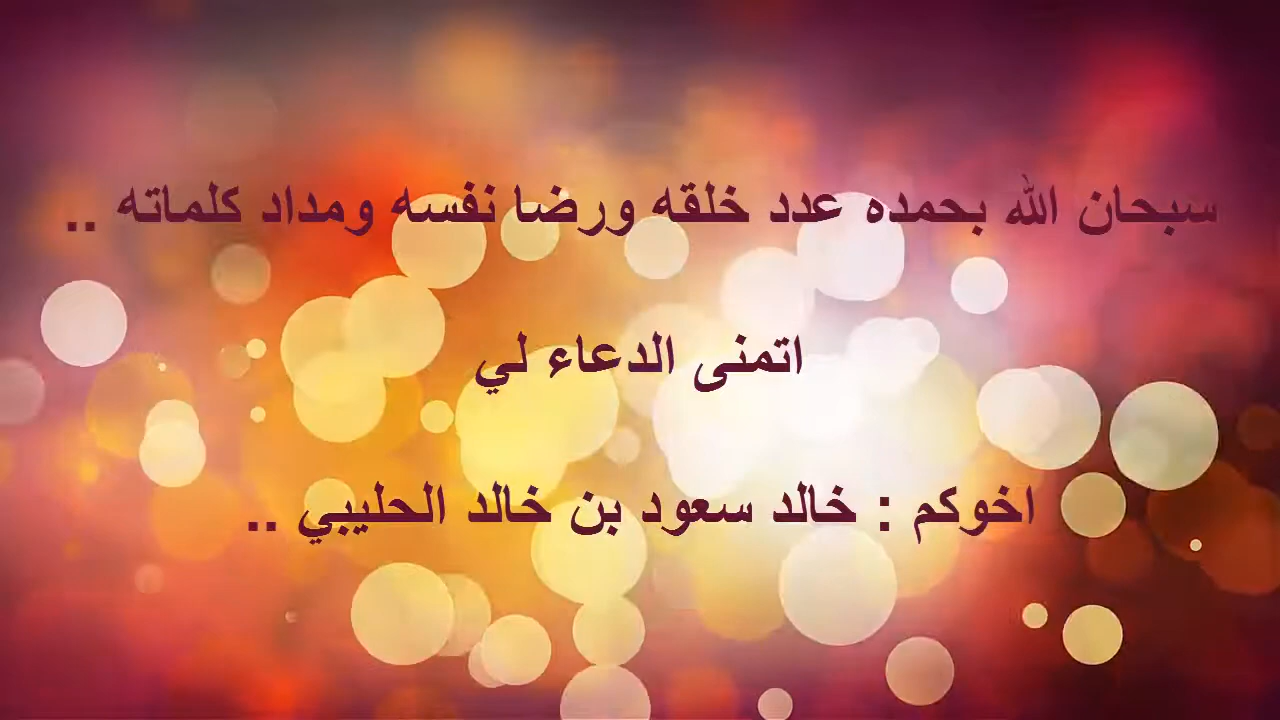 سبحان الله بحمده عدد خلقه ورضا نفسه ومداد كلماته ..
اتمنى الدعاء لي
اخوكم : خالد سعود بن خالد الحليبي ..